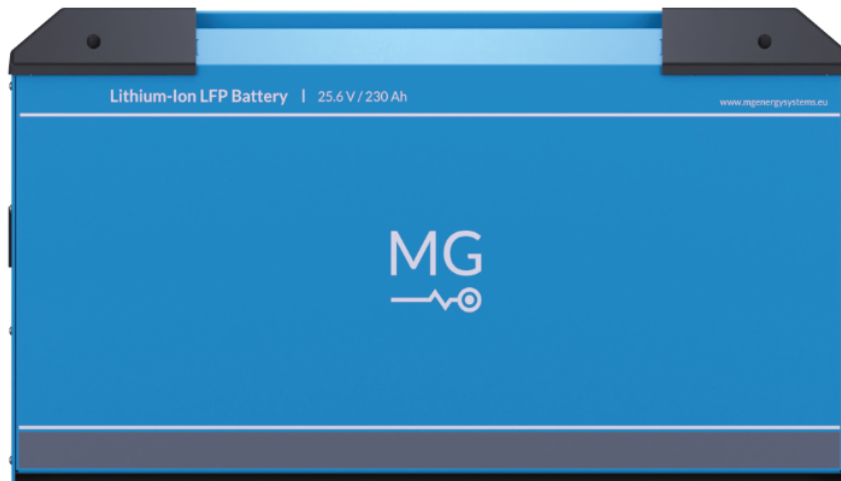 Lithium-Ion LFP Battery | 25.6 V / 230 Ah
www.mgenergysystems.eu
MG